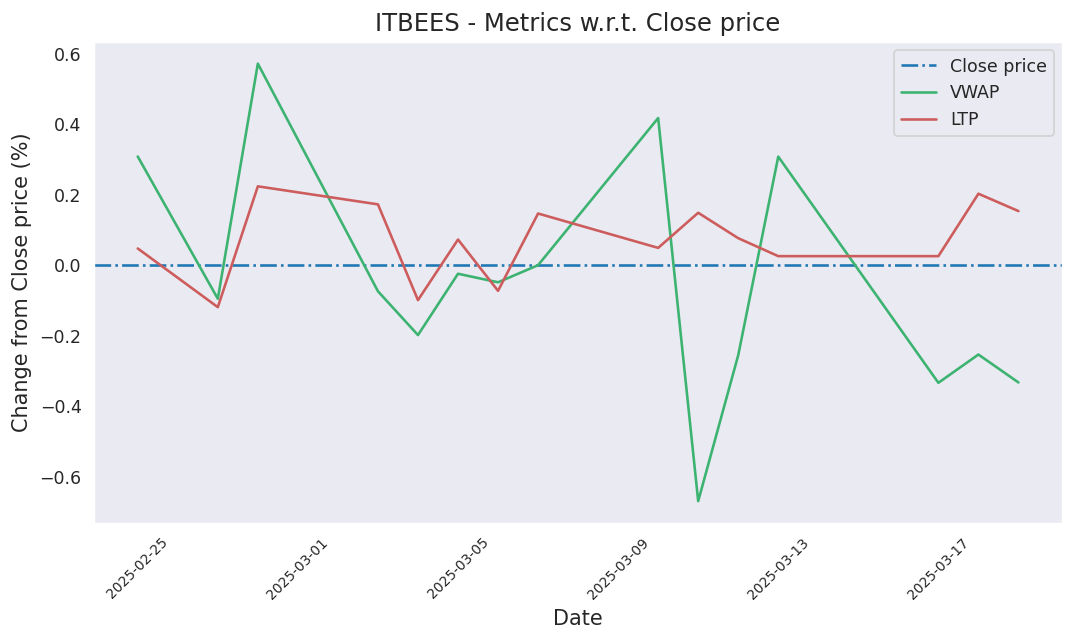 ITBEES - Metrics w.r.t. Close price
Close price
VWAP
LTP
Change from Close price (%)
0.6
0.4
0.2
0.0
−0.2
−0.4
−0.6
2025-02-25
2025-03-01
2025-03-05
2025-03-09
2025-03-13
2025-03-17
Date